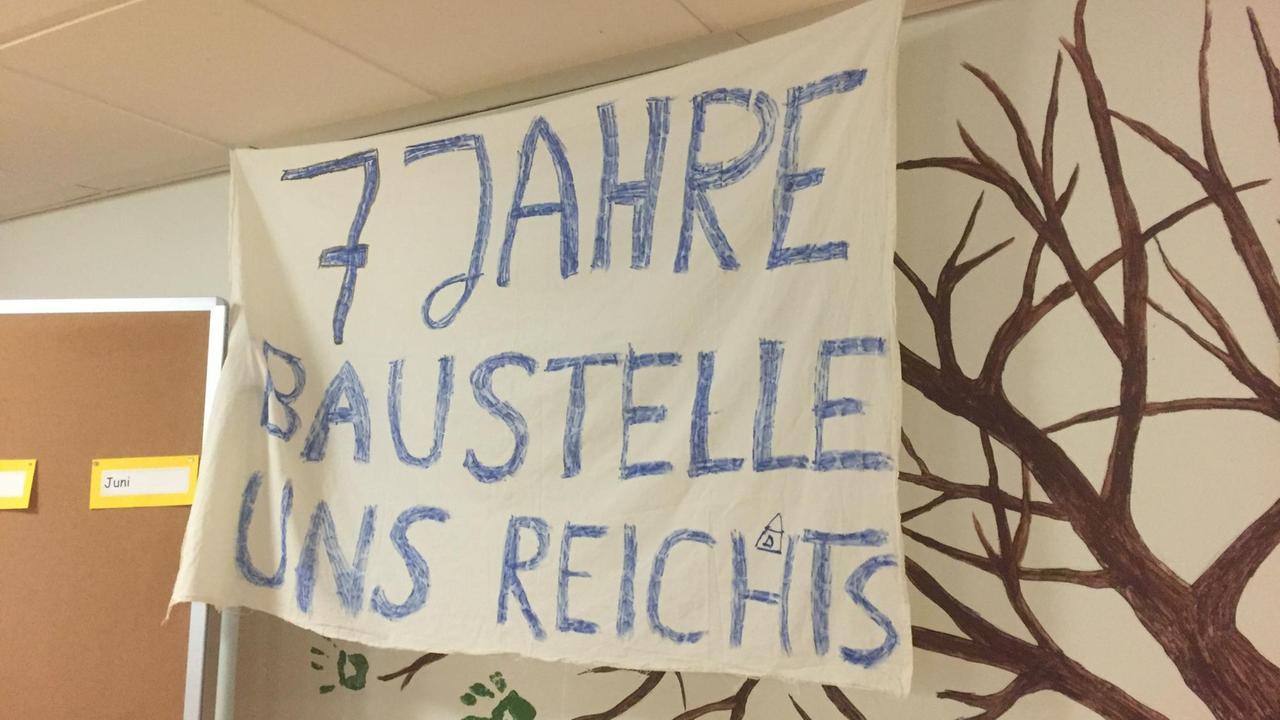 7 JAHRE
BAUSTELLE
UNS REICHTS
Juni